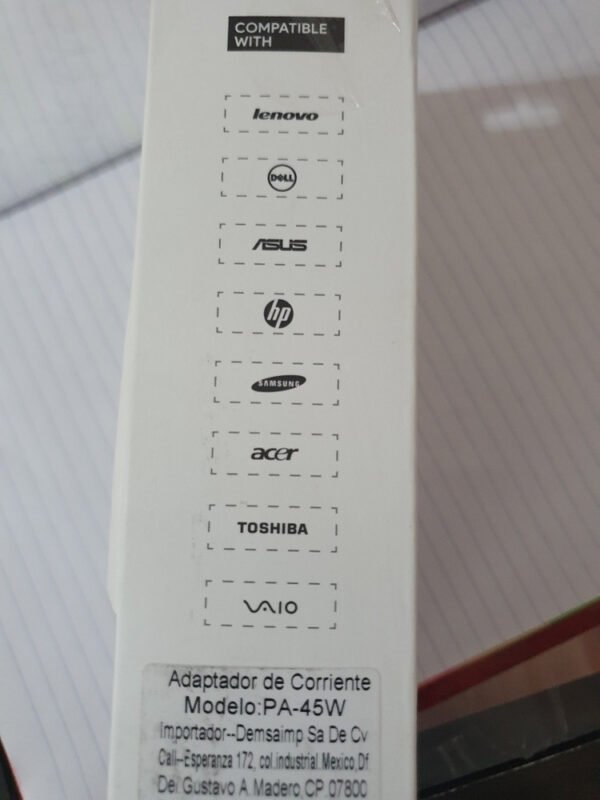 COMPATIBLE
WITH
lenovo
DELL
ASUS
hp
SAMSUNG
acer
TOSHIBA
VAIO
Adaptador de Corriente
Modelo:PA-45W
Importador--Demsaimp Sa De Cv
Call--Esperanza 172, col.industrial.Mexico,Df
Del Gustavo A.Madero,CP.07800